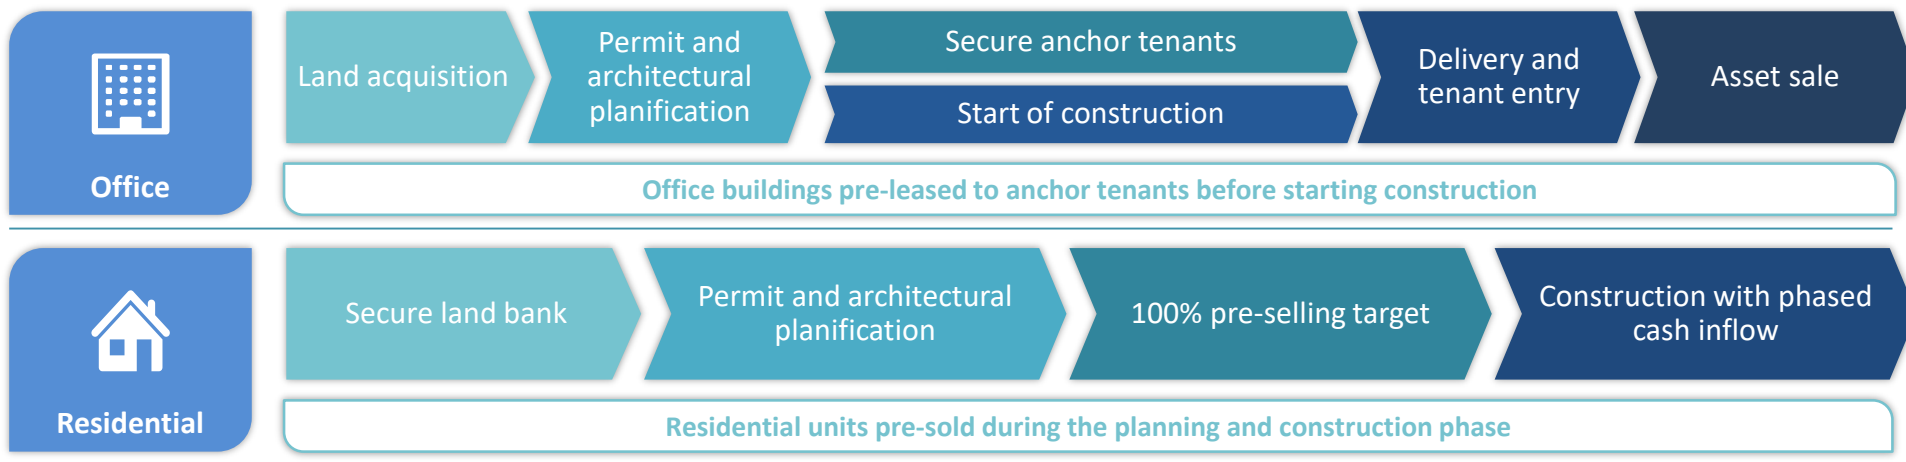 Office
Land acquisition
Permit and
architectural
planification
Secure anchor tenants
Start of construction
Delivery and
tenant entry
Asset sale
Office buildings pre-leased to anchor tenants before starting construction
Residential
Secure land bank
Permit and architectural
planification
100% pre-selling target
Construction with phased
cash inflow
Residential units pre-sold during the planning and construction phase